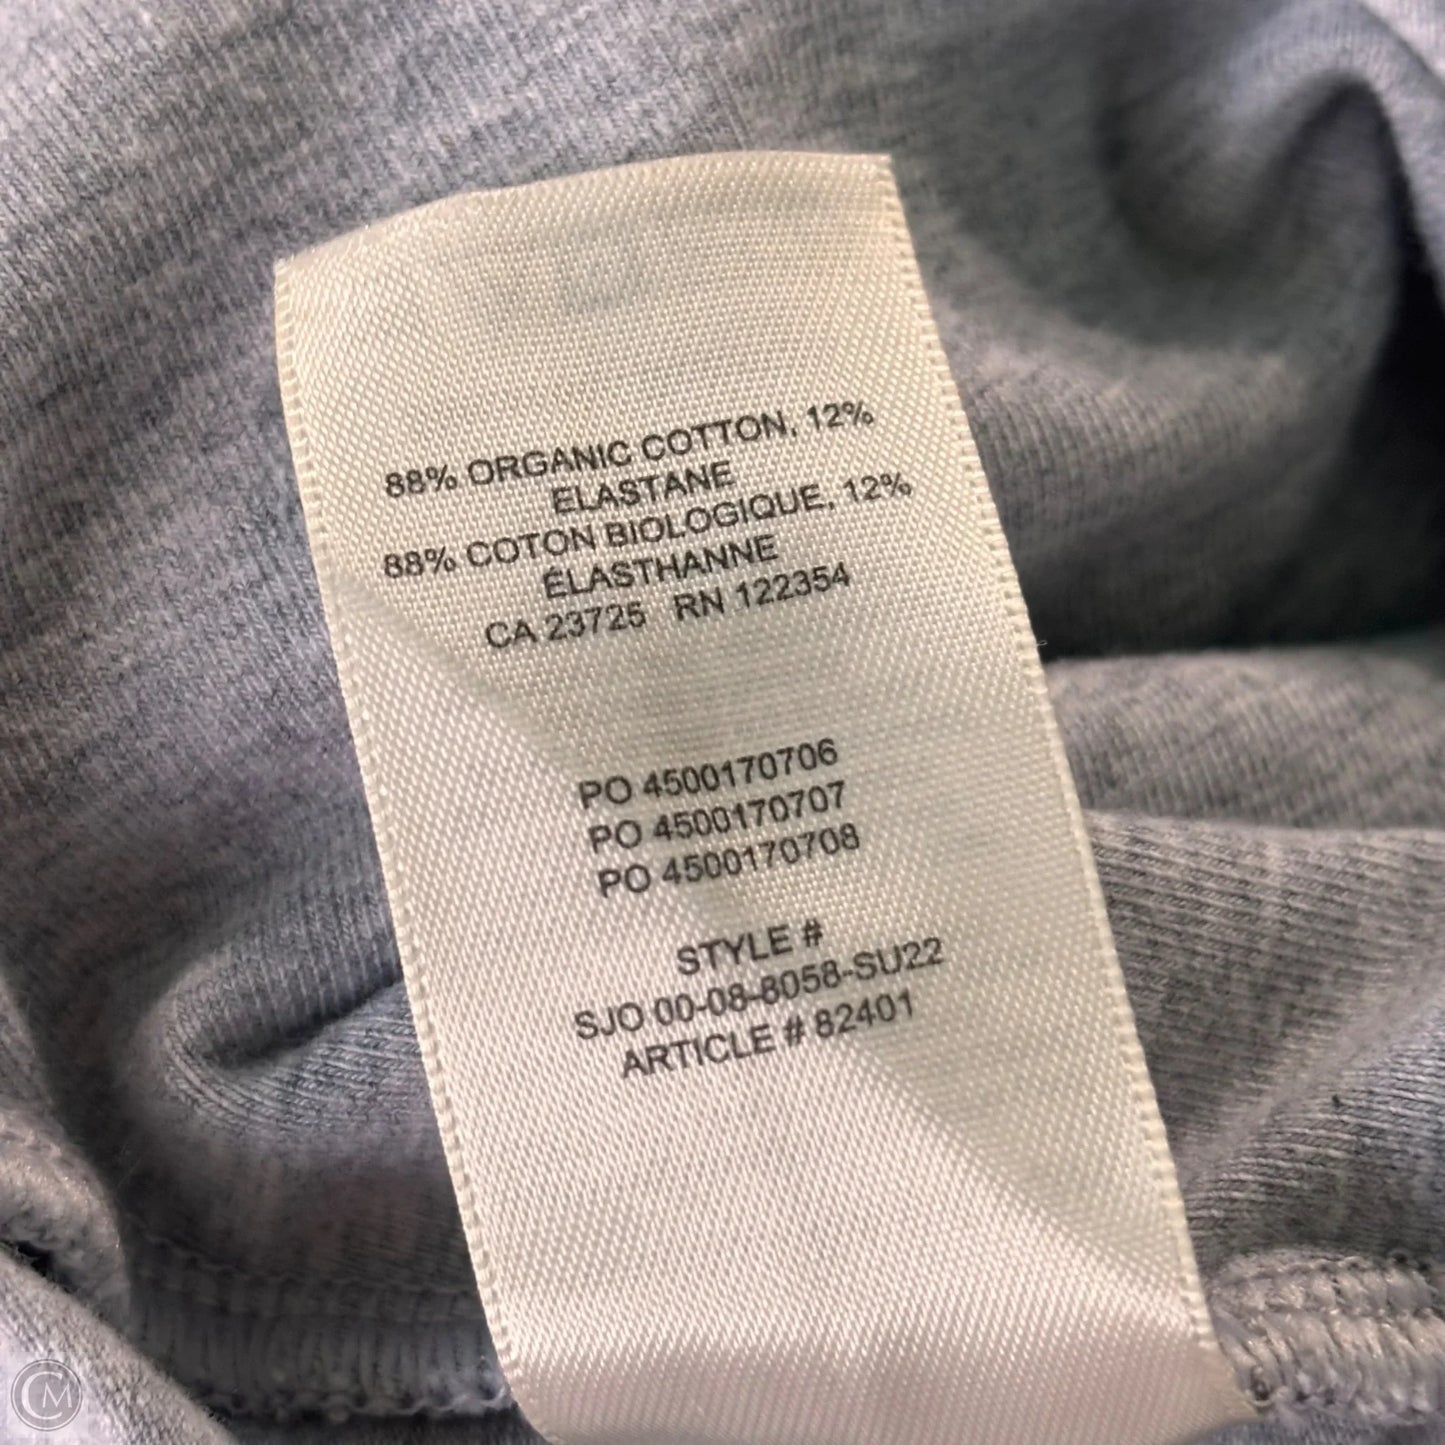 88% ORGANIC COTTON, 12%
ELASTANE
88% COTON BIOLOGIQUE, 12%
ÉLASTHANNE
CA 23725 RN 122354
PO 4500170706
PO 4500170707
PO 4500170708
STYLE #
SJO 00-08-8058-SU22
ARTICLE # 82401
CM